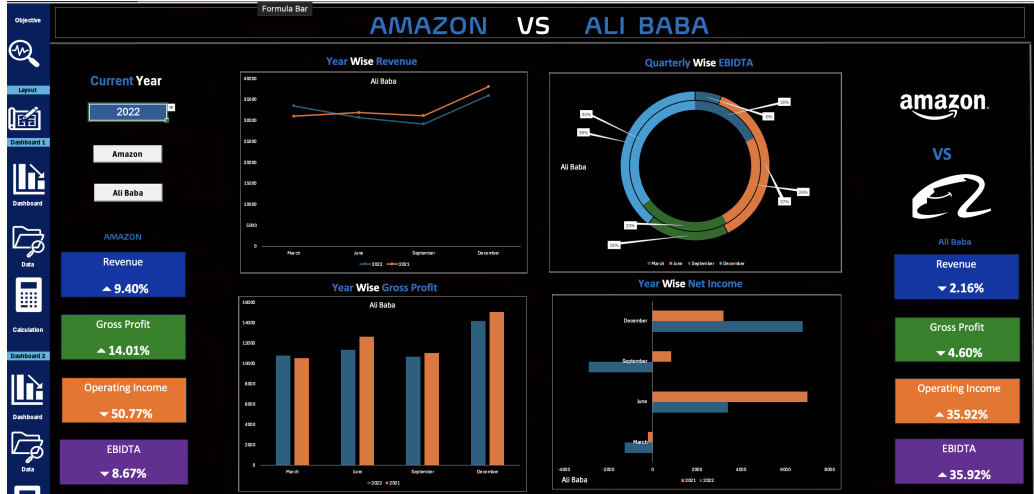 Formula Bar
AMAZON VS ALI BABA
Objective
Layout
Dashboard 1
Dashboard
Data
Calculation
Dashboard 2
Dashboard
Data
Current Year
2022
Amazon
Ali Baba
AMAZON
Revenue
▲ 9.40%
Gross Profit
▲ 14.01%
Operating Income
▼ 50.77%
EBIDTA
▼ 8.67%
Year Wise Revenue
Ali Baba
40000
35000
30000
25000
20000
15000
10000
5000
0
March June September December
2022 2021
Quarterly Wise EBIDTA
Ali Baba
6%
24%
37%
March June September December
Year Wise Gross Profit
Ali Baba
16000
14000
12000
10000
8000
6000
4000
2000
0
March June September December
2022 2021
Year Wise Net Income
December
September
June
March
-4000 -2000 0 2000 4000 6000 8000
Ali Baba
2021 2022
amazon
VS
Ali Baba
Revenue
▼ 2.16%
Gross Profit
▼ 4.60%
Operating Income
▲ 35.92%
EBIDTA
▲ 35.92%